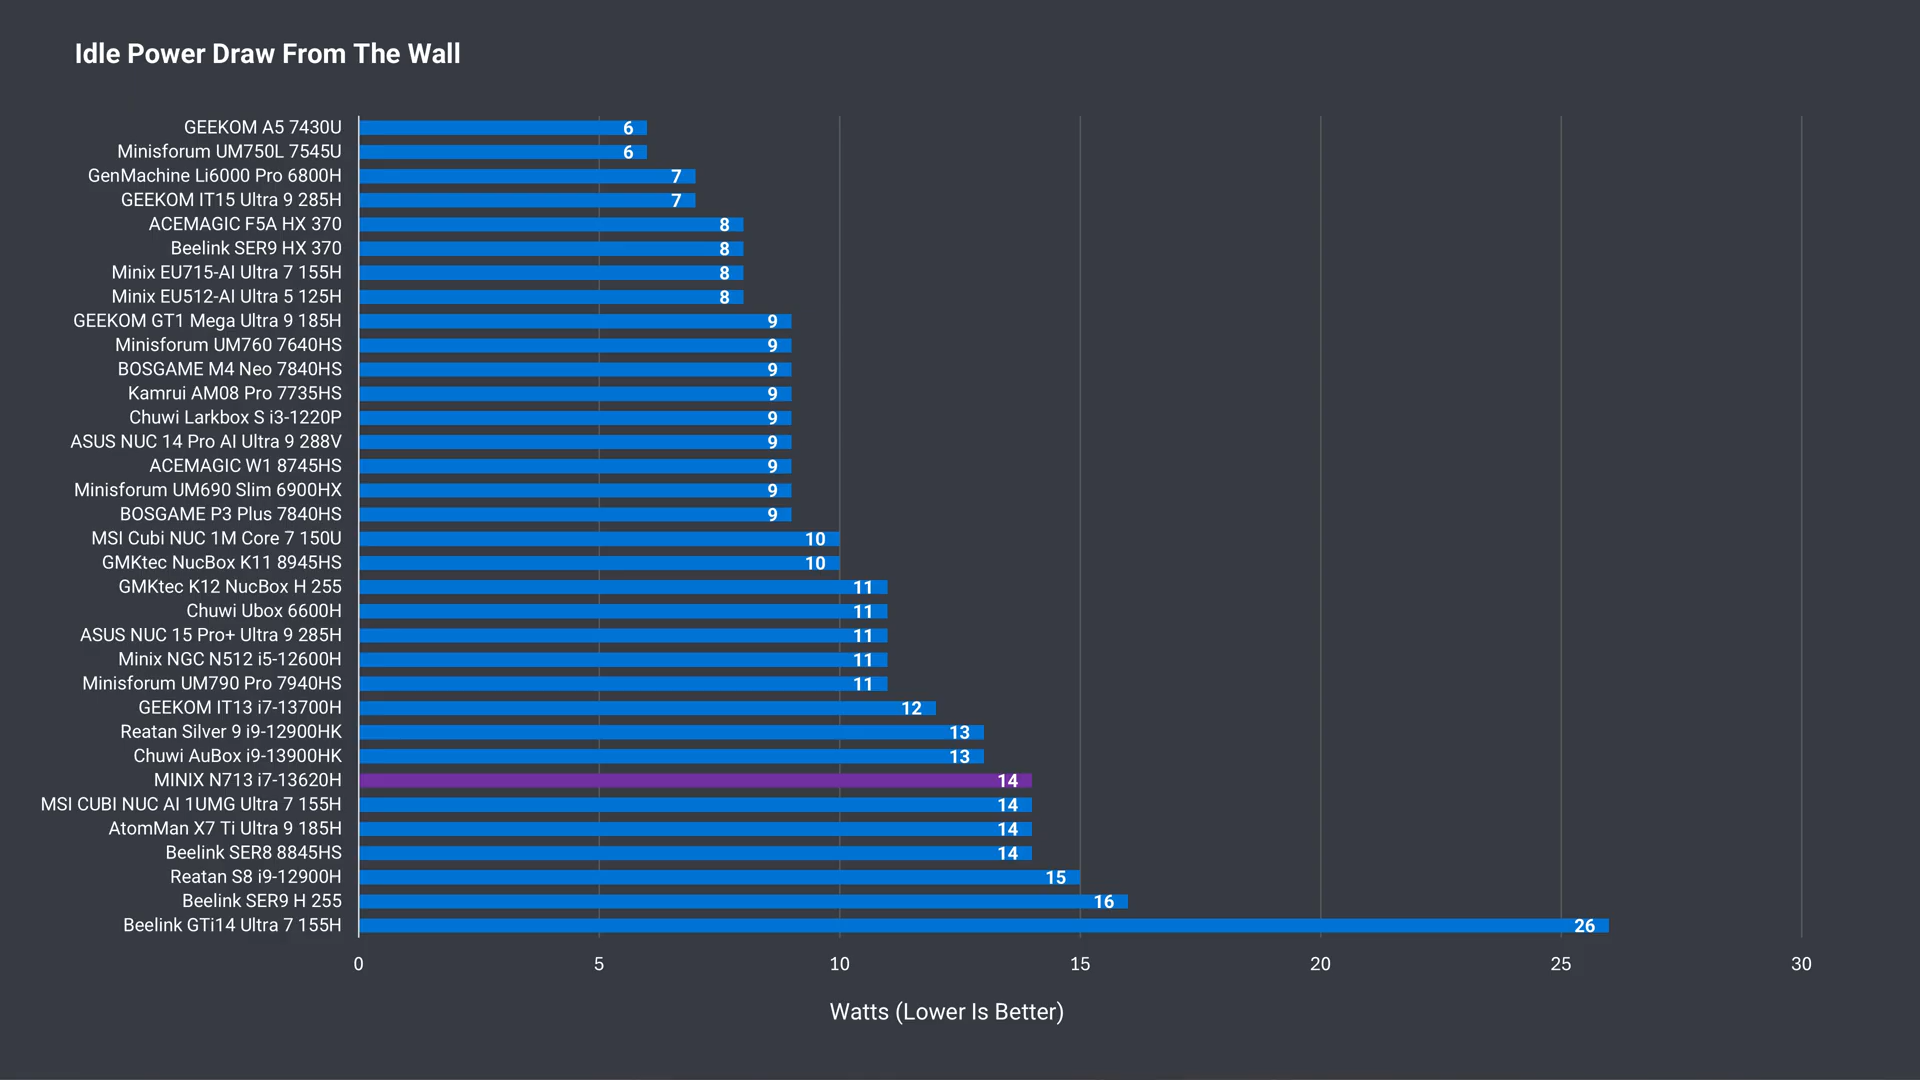 Idle Power Draw From The Wall
GEEKOM A5 7430U 6
Minisforum UM750L 7545U 6
GenMachine Li6000 Pro 6800H 7
GEEKOM IT15 Ultra 9 285H 7
ACEMAGIC F5A HX 370 8
Beelink SER9 HX 370 8
Minix EU715-AI Ultra 7 155H 8
Minix EU512-AI Ultra 5 125H 8
GEEKOM GT1 Mega Ultra 9 185H 9
Minisforum UM760 7640HS 9
BOSGAME M4 Neo 7840HS 9
Kamrui AM08 Pro 7735HS 9
Chuwi Larkbox S i3-1220P 9
ASUS NUC 14 Pro AI Ultra 9 288V 9
ACEMAGIC W1 8745HS 9
Minisforum UM690 Slim 6900HX 9
BOSGAME P3 Plus 7840HS 9
MSI Cubi NUC 1M Core 7 150U 10
GMKtec NucBox K11 8945HS 10
GMKtec K12 NucBox H 255 11
Chuwi Ubox 6600H 11
ASUS NUC 15 Pro+ Ultra 9 285H 11
Minix NGC N512 i5-12600H 11
Minisforum UM790 Pro 7940HS 11
GEEKOM IT13 i7-13700H 12
Reatan Silver 9 i9-12900HK 13
Chuwi AuBox i9-13900HK 13
MINIX N713 i7-13620H 14
MSI CUBI NUC AI 1UMG Ultra 7 155H 14
AtomMan X7 Ti Ultra 9 185H 14
Beelink SER8 8845HS 14
Reatan S8 i9-12900H 15
Beelink SER9 H 255 16
Beelink GTi14 Ultra 7 155H 26
0 5 10 15 20 25 30
Watts (Lower Is Better)